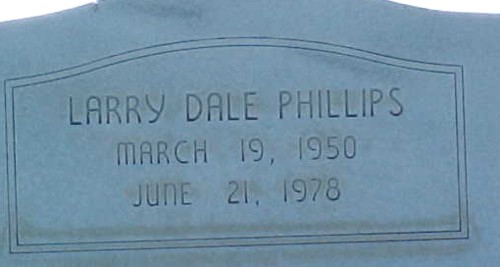 LARRY DALE PHILLIPS
MARCH 19, 1950
JUNE 21, 1978